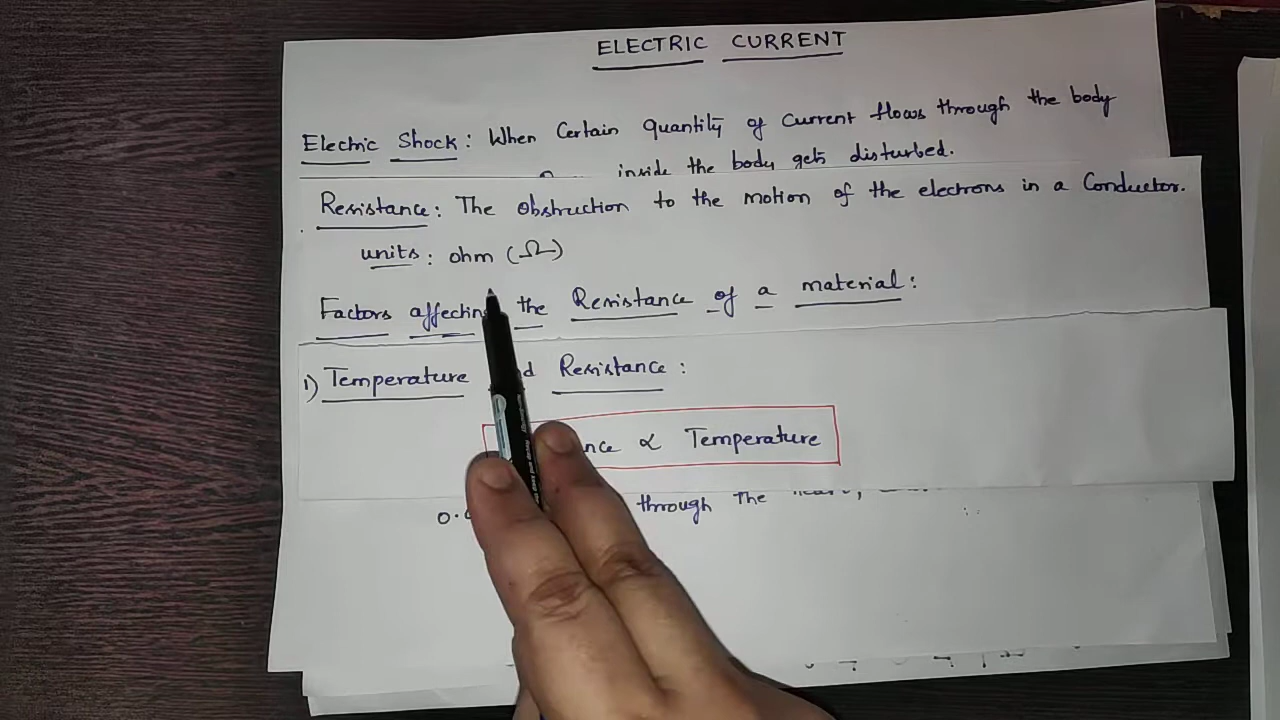 ELECTRIC CURRENT
Electric Shock: When Certain quantity of Current flows through the body
inside the body gets disturbed.
Resistance: The obstruction to the motion of the electrons in a Conductor.
units: ohm (Ω)
Factors affecting the Resistance of a material:
1) Temperature Resistance:
∝ Temperature
through the